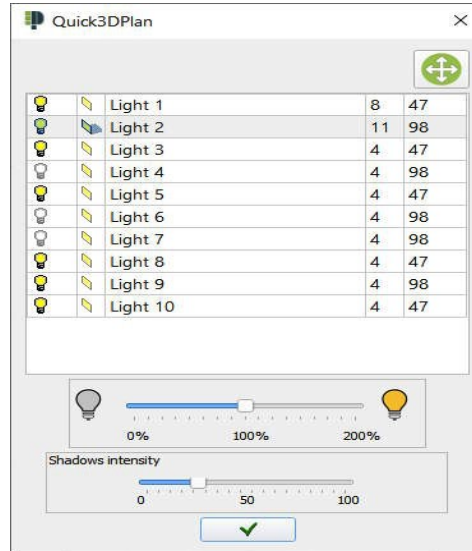 Quick3DPlan
Light 1 8 47
Light 2 11 98
Light 3 4 47
Light 4 4 98
Light 5 4 47
Light 6 4 98
Light 7 4 98
Light 8 4 47
Light 9 4 98
Light 10 4 47
0% 100% 200%
Shadows intensity
0 50 100